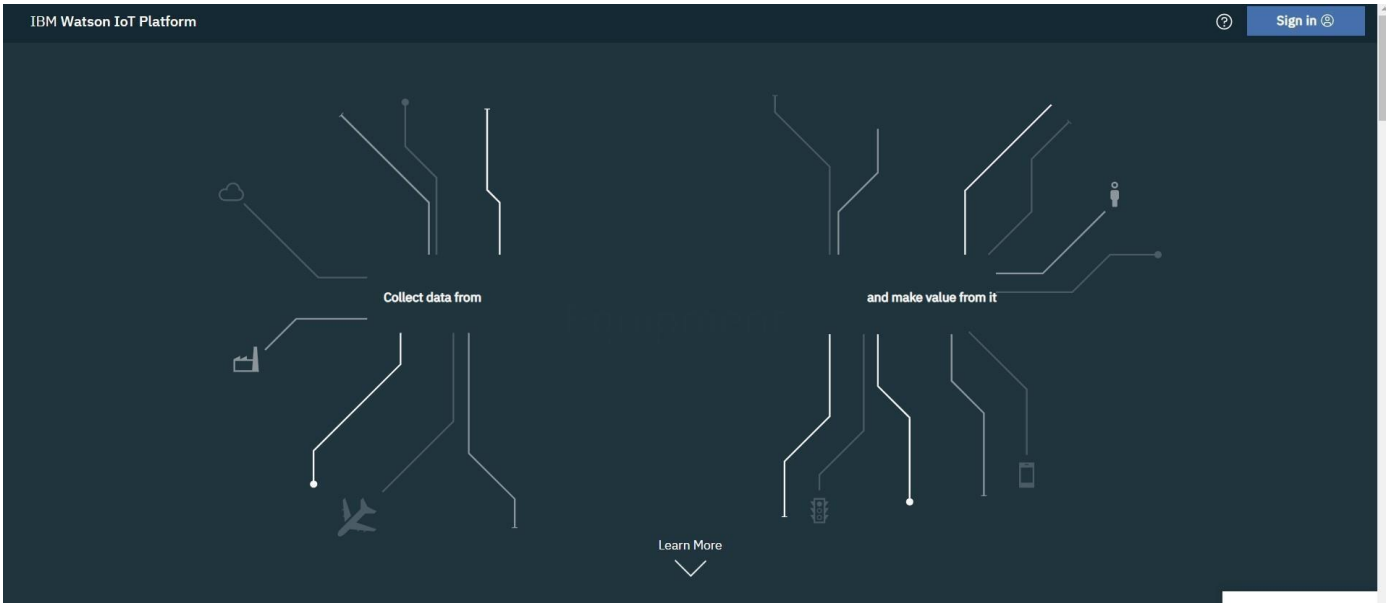 IBM Watson IoT Platform
Sign in
Collect data from
and make value from it
Learn More